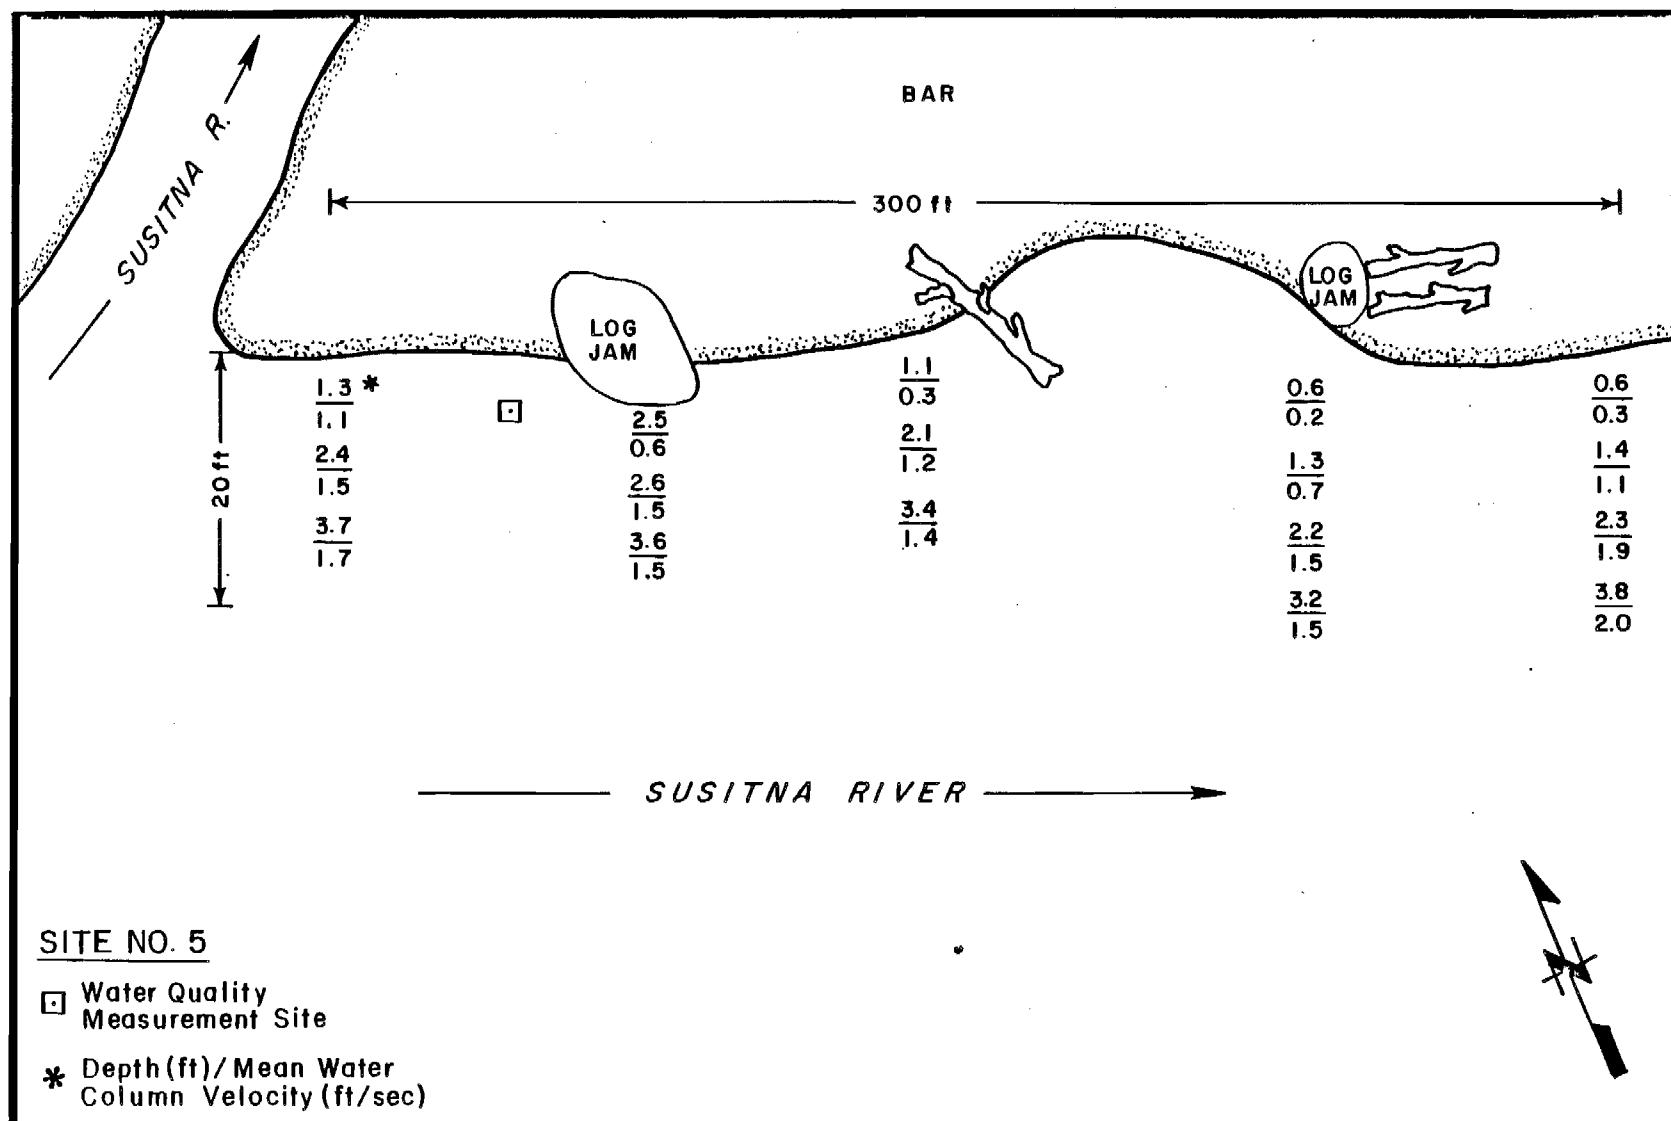 BAR
SUSITNA R.
300 ft
LOG
JAM
LOG
JAM
20 ft
1.3 *
1.1
2.4
1.5
3.7
1.7
2.5
0.6
2.6
1.5
3.6
1.5
1.1
0.3
2.1
1.2
3.4
1.4
0.6
0.2
1.3
0.7
2.2
1.5
3.2
1.5
0.6
0.3
1.4
1.1
2.3
1.9
3.8
2.0
SUSITNA RIVER
N
SITE NO. 5
Water Quality
Measurement Site
* Depth (ft) / Mean Water
Column Velocity (ft/sec)